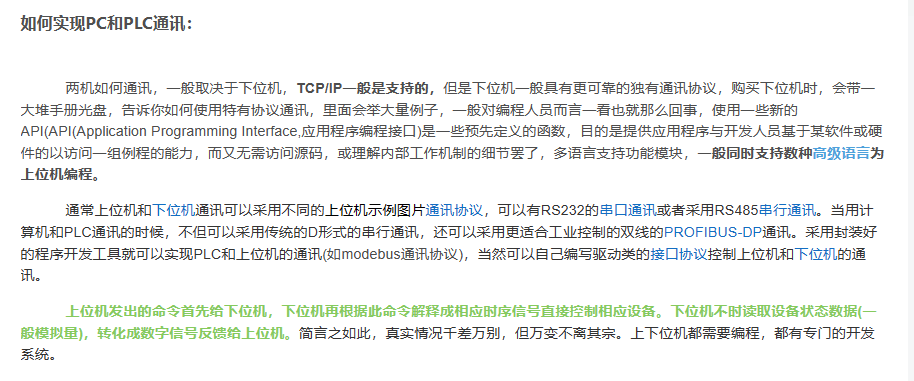 如何实现PC和PLC通讯：
两机如何通讯，一般取决于下位机，TCP/IP一般是支持的，但是下位机一般具有更可靠的独有通讯协议，购买下位机时，会带一
大堆手册光盘，告诉你如何使用特有协议通讯，里面会举大量例子，一般对编程人员而言一看也就那么回事，使用一些新的
API(API(Application Programming Interface,应用程序编程接口)是一些预先定义的函数，目的是提供应用程序与开发人员基于某软件或硬
件的以访问一组例程的能力，而又无需访问源码，或理解内部工作机制的细节罢了，多语言支持功能模块，一般同时支持数种高级语言为
上位机编程。
通常上位机和下位机通讯可以采用不同的上位机示例图片通讯协议，可以有RS232的串口通讯或者采用RS485串行通讯。当用计
算机和PLC通讯的时候，不但可以采用传统的D形式的串行通讯，还可以采用更适合工业控制的双线的PROFIBUS-DP通讯。采用封装好
的程序开发工具就可以实现PLC和上位机的通讯(如modebus通讯协议)，当然可以自己编写驱动类的接口协议控制上位机和下位机的通
讯。
上位机发出的命令首先给下位机，下位机再根据此命令解释成相应时序信号直接控制相应设备。下位机不时读取设备状态数据(一
般模拟量)，转化成数字信号反馈给上位机。简言之如此，真实情况千差万别，但万变不离其宗。上下位机都需要编程，都有专门的开发
系统。